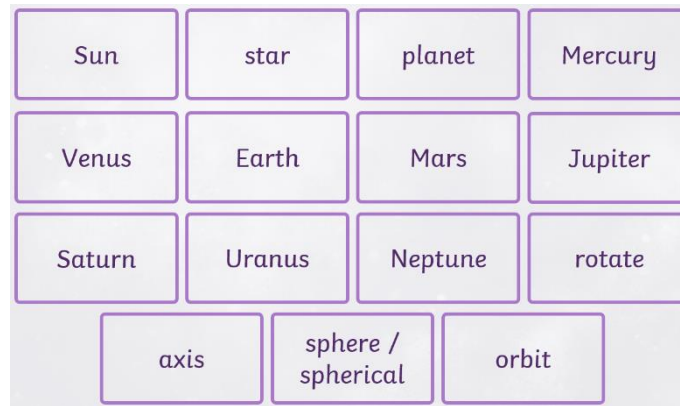 Sun
star
planet
Mercury
Venus
Earth
Mars
Jupiter
Saturn
Uranus
Neptune
rotate
axis
sphere /
spherical
orbit